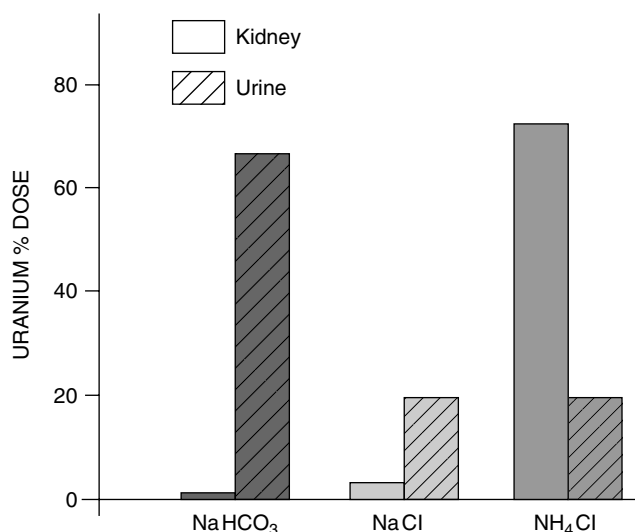 Kidney
Urine
URANIUM % DOSE
80
60
40
20
0
NaHCO₃ NaCl NH₄Cl